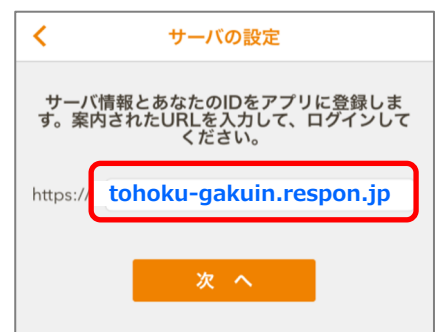 サーバの設定
サーバ情報とあなたのIDをアプリに登録しま
す。案内されたURLを入力して、ログインして
ください。
https:// tohoku-gakuin.respon.jp
次 へ